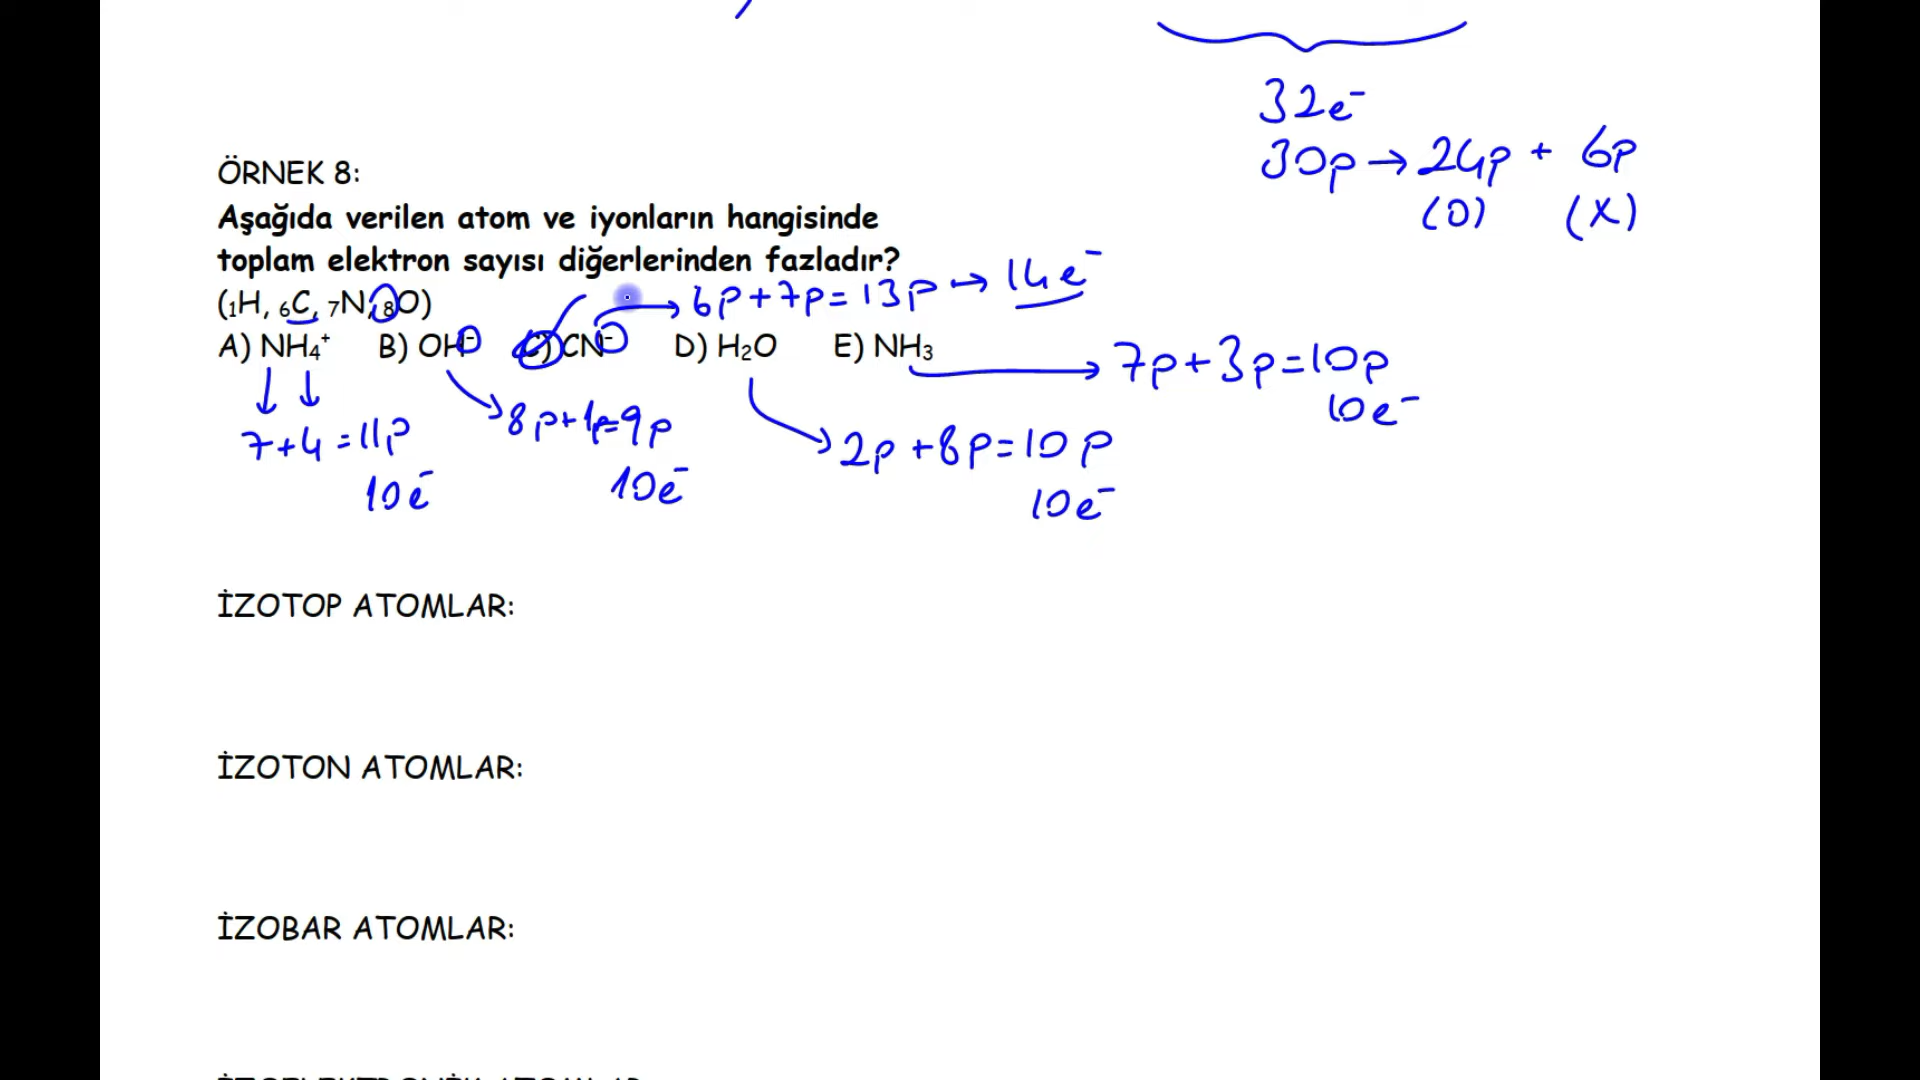 32e⁻
30p → 24p + 6p
(O) (X)
ÖRNEK 8:
Aşağıda verilen atom ve iyonların hangisinde
toplam elektron sayısı diğerlerinden fazladır?
(₁H, ₆C, ₇N, ₈O)
→ 6p+7p=13p → 14e⁻
A) NH₄⁺ B) OH⁻ C) CN⁻ D) H₂O E) NH₃
→ 7p+3p=10p
10e⁻
7+4=11p
10e⁻
8p+1p=9p
10e⁻
2p+8p=10p
10e⁻
İZOTOP ATOMLAR:
İZOTON ATOMLAR:
İZOBAR ATOMLAR: